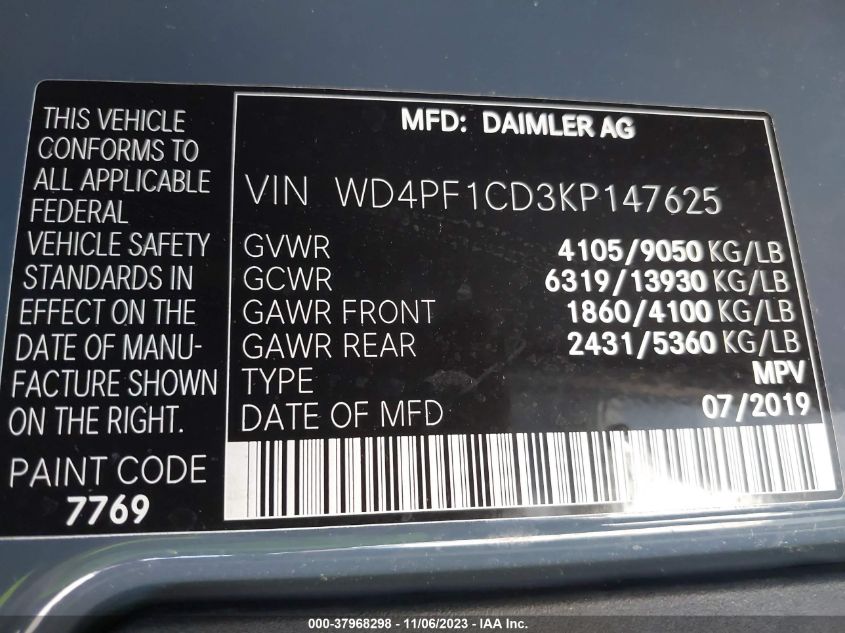 THIS VEHICLE
CONFORMS TO
ALL APPLICABLE
FEDERAL
VEHICLE SAFETY
STANDARDS IN
EFFECT ON THE
DATE OF MANU-
FACTURE SHOWN
ON THE RIGHT.
PAINT CODE
7769
MFD: DAIMLER AG
VIN WD4PF1CD3KP147625
GVWR 4105/9050 KG/LB
GCWR 6319/13930 KG/LB
GAWR FRONT 1860/4100 KG/LB
GAWR REAR 2431/5360 KG/LB
TYPE MPV
DATE OF MFD 07/2019
000-37968298 - 11/06/2023 - IAA Inc.